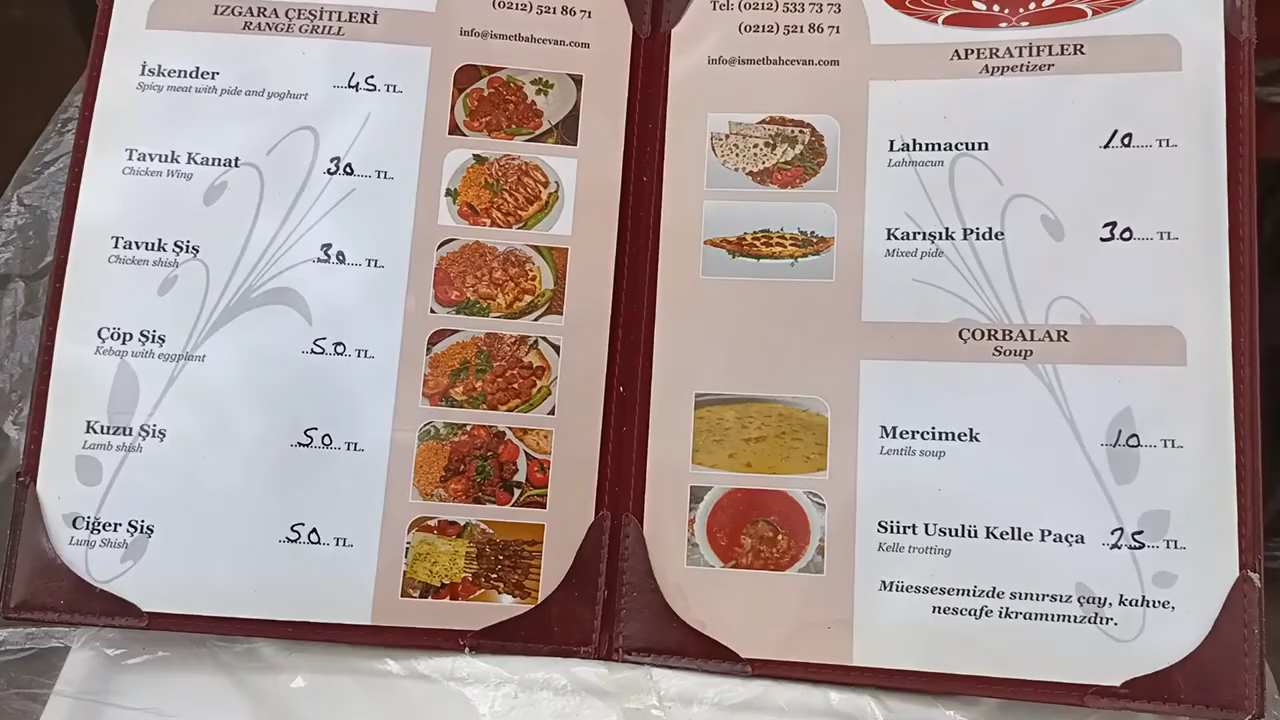 IZGARA ÇEŞİTLERİ
RANGE GRILL
İskender ....45. TL.
Spicy meat with pide and yoghurt
Tavuk Kanat .30..... TL.
Chicken Wing
Tavuk Şiş .30..... TL.
Chicken shish
Çöp Şiş ..50.. TL.
Kebap with eggplant
Kuzu Şiş ..50.... TL.
Lamb shish
Ciğer Şiş ..50... TL.
Lung Shish
(0212) 521 86 71
info@ismetbahcevan.com
Tel: (0212) 533 73 73
(0212) 521 86 71
info@ismetbahcevan.com
APERATİFLER
Appetizer
Lahmacun .10..... TL.
Lahmacun
Karışık Pide 30..... TL.
Mixed pide
ÇORBALAR
Soup
Mercimek ...10.... TL.
Lentils soup
Siirt Usulü Kelle Paça ..25... TL.
Kelle trotting
Müessesemizde sınırsız çay, kahve,
nescafe ikramımızdır.